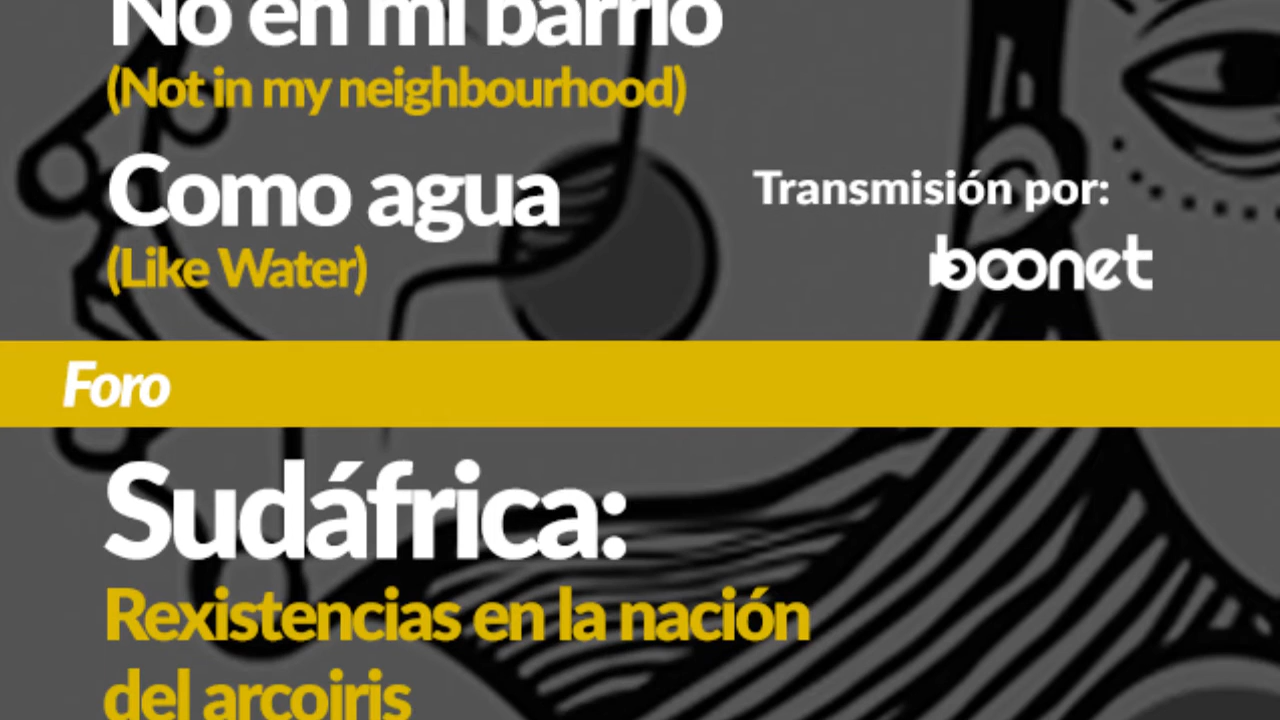 No en mi barrio
(Not in my neighbourhood)
Como agua
(Like Water)
Transmisión por:
boonet
Foro
Sudáfrica:
Rexistencias en la nación
del arcoiris